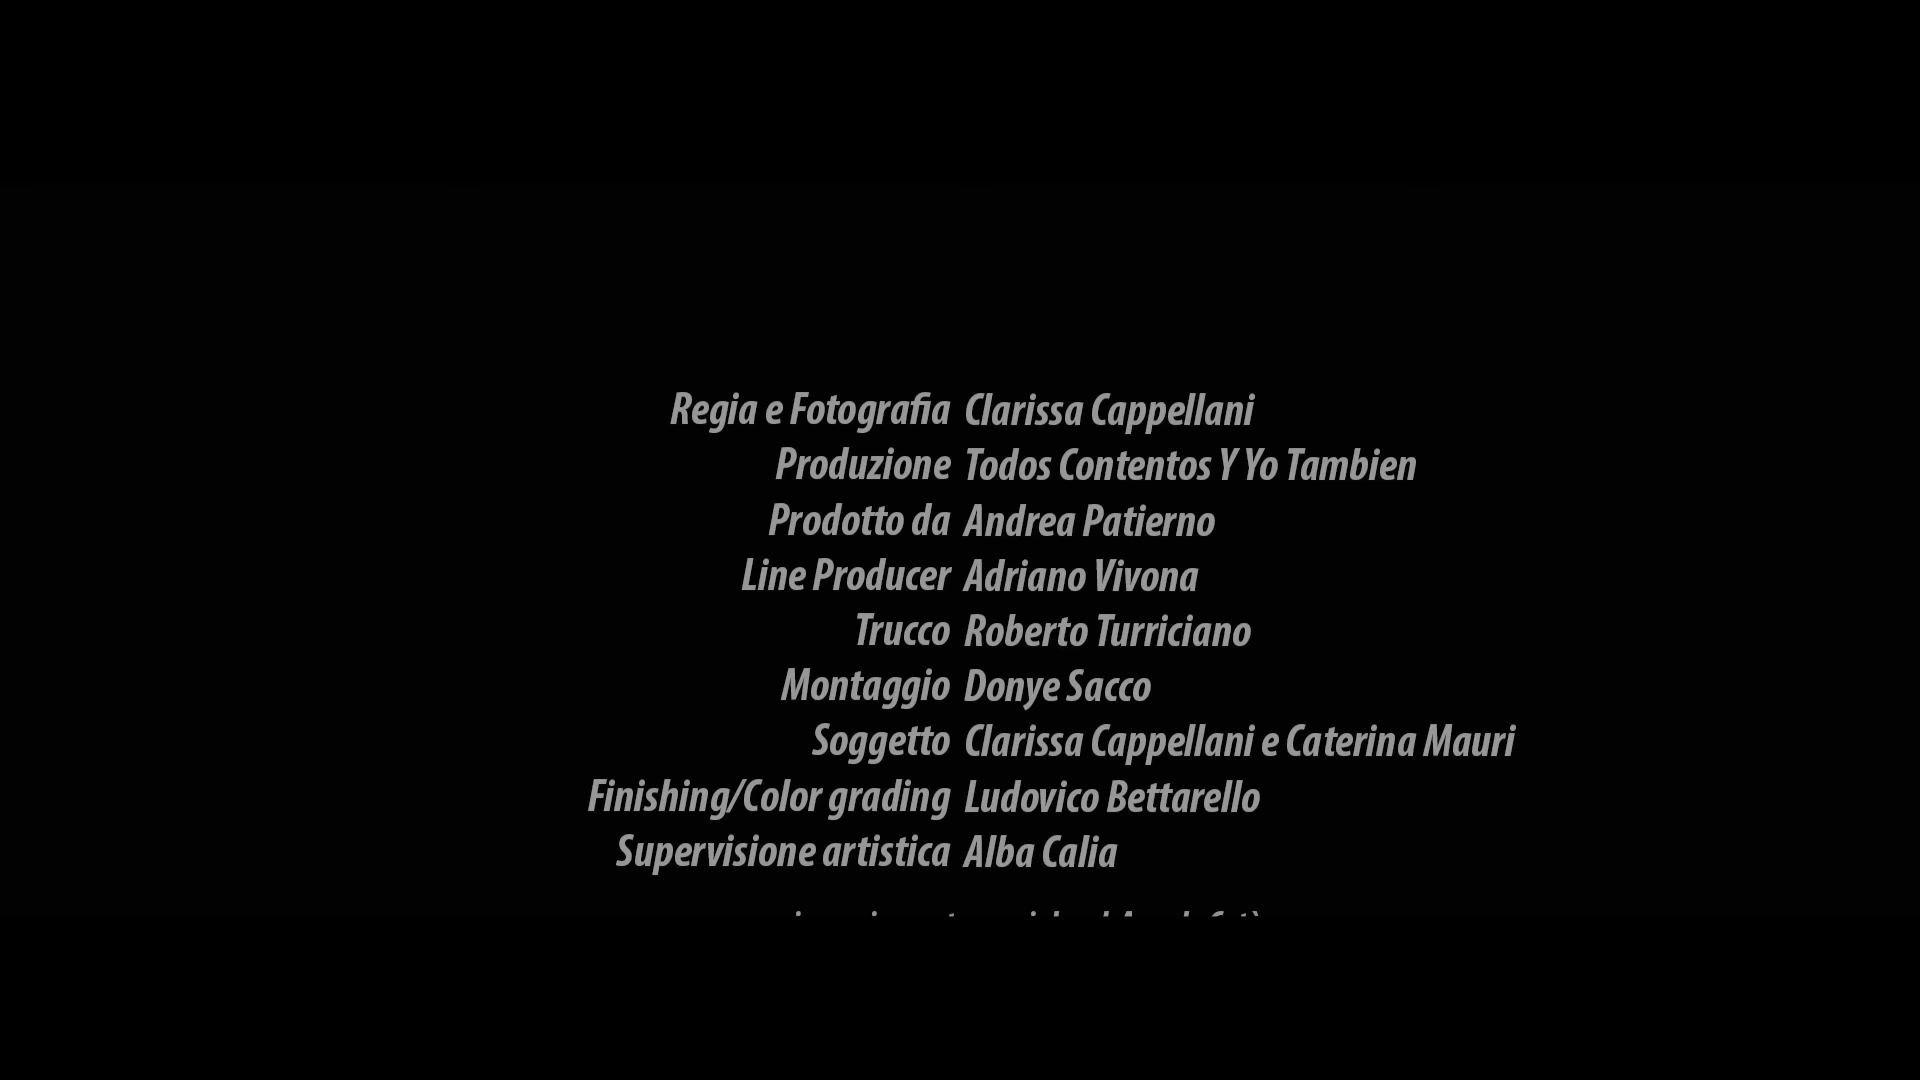 Regia e Fotografia Clarissa Cappellani
Produzione Todos Contentos Y Yo Tambien
Prodotto da Andrea Patierno
Line Producer Adriano Vivona
Trucco Roberto Turriciano
Montaggio Donye Sacco
Soggetto Clarissa Cappellani e Caterina Mauri
Finishing/Color grading Ludovico Bettarello
Supervisione artistica Alba Calia